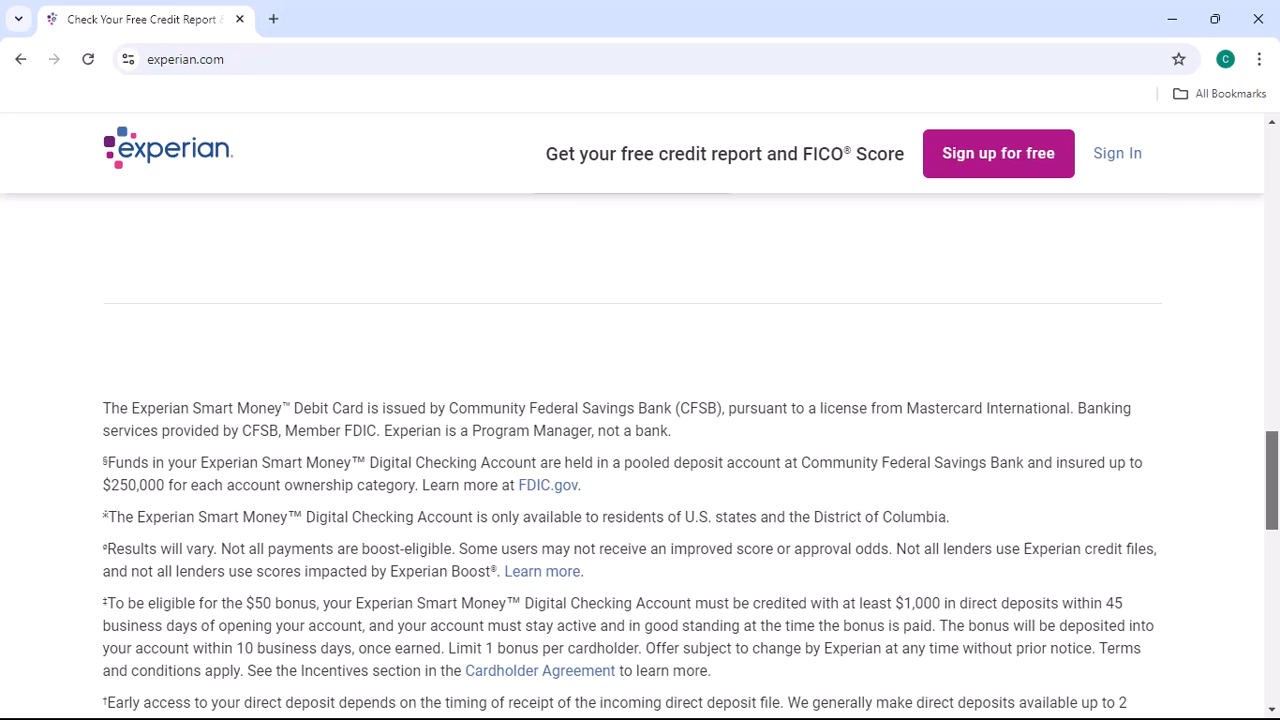 Check Your Free Credit Report
experian.com
C
All Bookmarks
experian.
Get your free credit report and FICO® Score
Sign up for free
Sign In
The Experian Smart Money™ Debit Card is issued by Community Federal Savings Bank (CFSB), pursuant to a license from Mastercard International. Banking
services provided by CFSB, Member FDIC. Experian is a Program Manager, not a bank.
§Funds in your Experian Smart Money™ Digital Checking Account are held in a pooled deposit account at Community Federal Savings Bank and insured up to
$250,000 for each account ownership category. Learn more at FDIC.gov.
⁑The Experian Smart Money™ Digital Checking Account is only available to residents of U.S. states and the District of Columbia.
øResults will vary. Not all payments are boost-eligible. Some users may not receive an improved score or approval odds. Not all lenders use Experian credit files,
and not all lenders use scores impacted by Experian Boost®. Learn more.
‡To be eligible for the $50 bonus, your Experian Smart Money™ Digital Checking Account must be credited with at least $1,000 in direct deposits within 45
business days of opening your account, and your account must stay active and in good standing at the time the bonus is paid. The bonus will be deposited into
your account within 10 business days, once earned. Limit 1 bonus per cardholder. Offer subject to change by Experian at any time without prior notice. Terms
and conditions apply. See the Incentives section in the Cardholder Agreement to learn more.
†Early access to your direct deposit depends on the timing of receipt of the incoming direct deposit file. We generally make direct deposits available up to 2